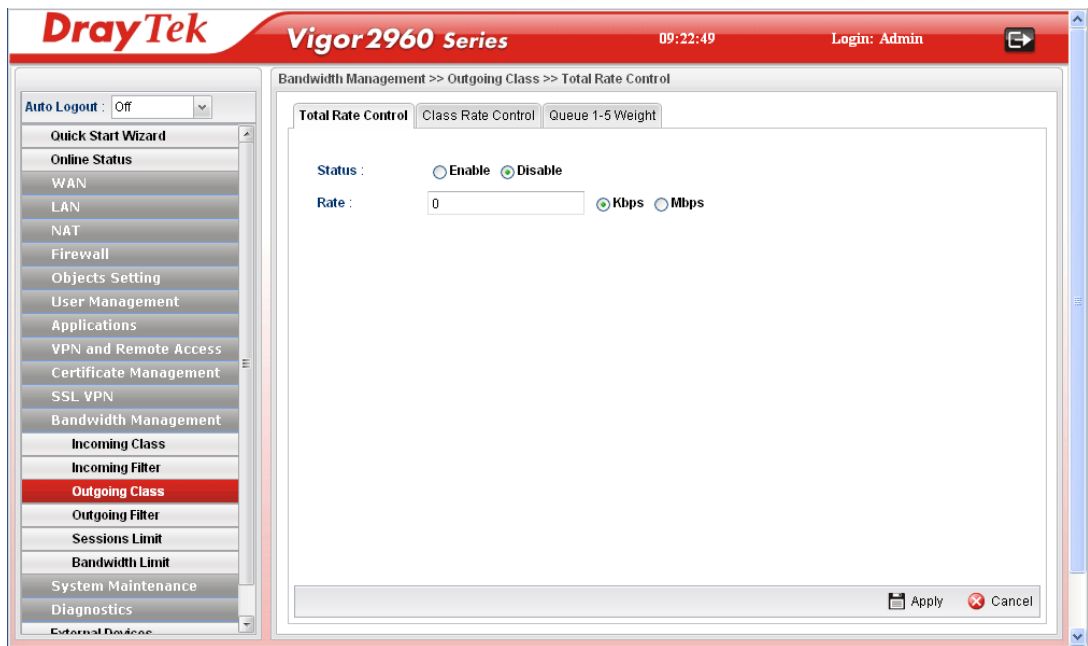 DrayTek
Vigor2960 Series
09:22:49
Login: Admin
Auto Logout : Off
Quick Start Wizard
Online Status
WAN
LAN
NAT
Firewall
Objects Setting
User Management
Applications
VPN and Remote Access
Certificate Management
SSL VPN
Bandwidth Management
Incoming Class
Incoming Filter
Outgoing Class
Outgoing Filter
Sessions Limit
Bandwidth Limit
System Maintenance
Diagnostics
External Devices
Bandwidth Management >> Outgoing Class >> Total Rate Control
Total Rate Control Class Rate Control Queue 1-5 Weight
Status : Enable Disable
Rate : 0 Kbps Mbps
Apply Cancel